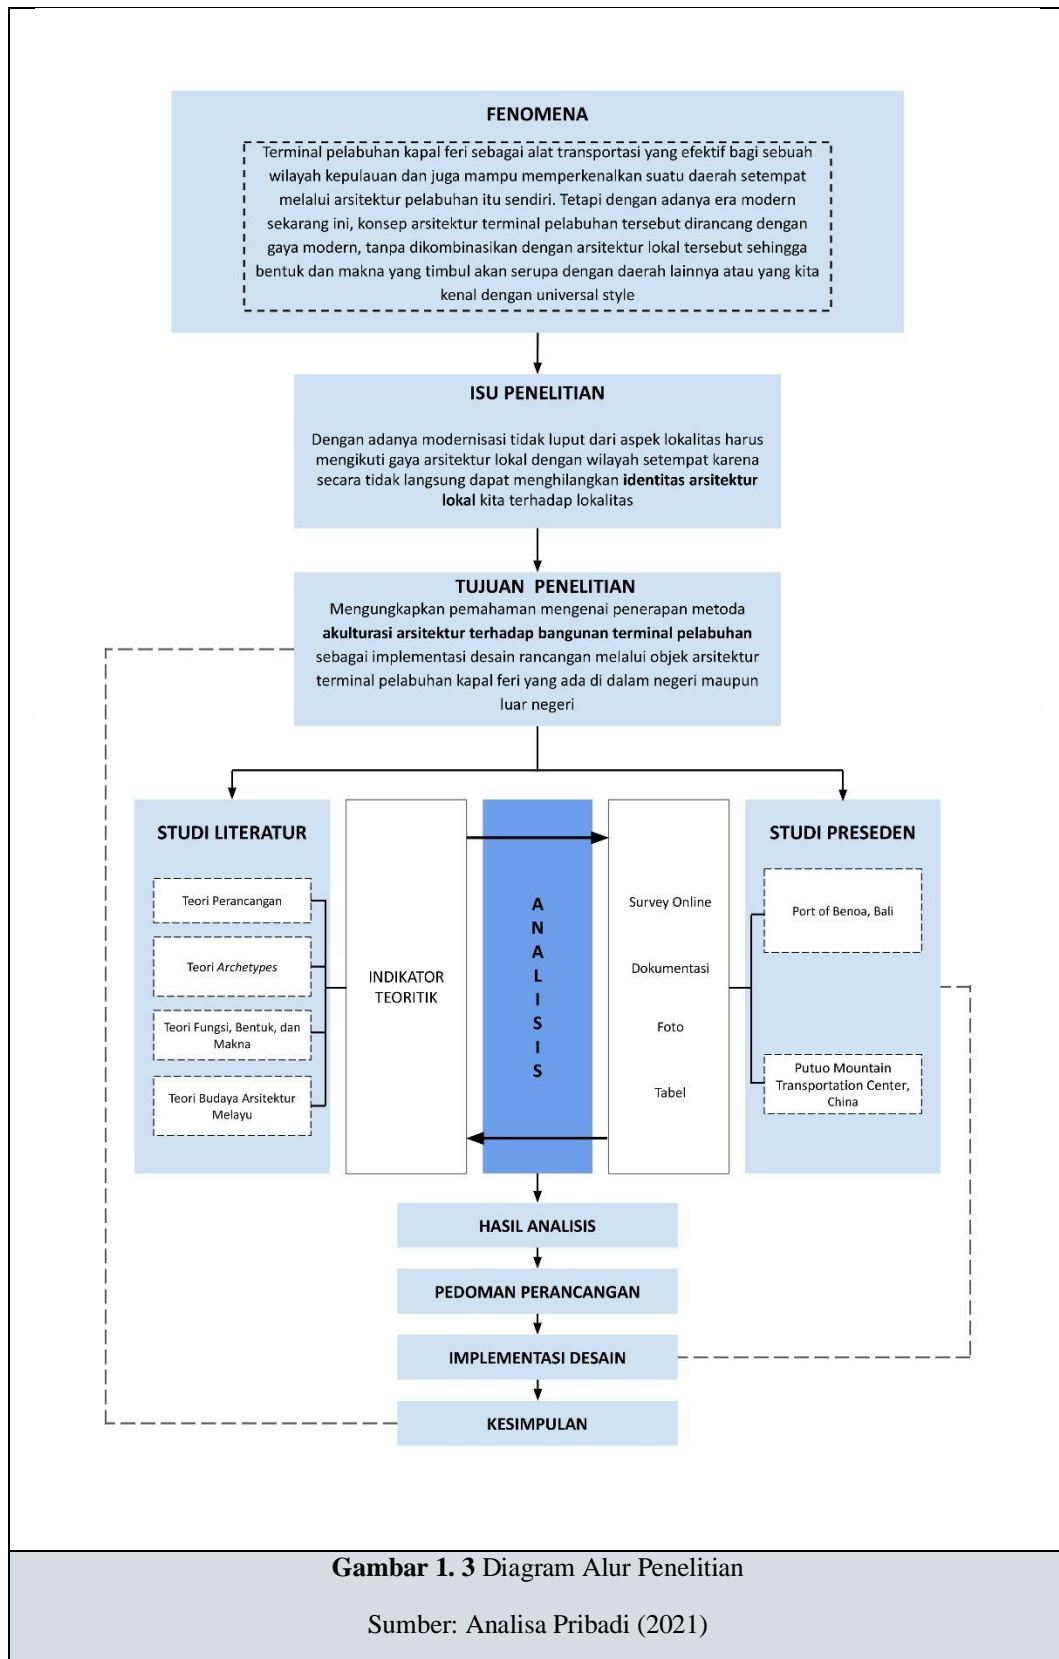 FENOMENA
Terminal pelabuhan kapal feri sebagai alat transportasi yang efektif bagi sebuah
wilayah kepulauan dan juga mampu memperkenalkan suatu daerah setempat
melalui arsitektur pelabuhan itu sendiri. Tetapi dengan adanya era modern
sekarang ini, konsep arsitektur terminal pelabuhan tersebut dirancang dengan
gaya modern, tanpa dikombinasikan dengan arsitektur lokal tersebut sehingga
bentuk dan makna yang timbul akan serupa dengan daerah lainnya atau yang kita
kenal dengan universal style
ISU PENELITIAN
Dengan adanya modernisasi tidak luput dari aspek lokalitas harus
mengikuti gaya arsitektur lokal dengan wilayah setempat karena
secara tidak langsung dapat menghilangkan identitas arsitektur
lokal kita terhadap lokalitas
TUJUAN PENELITIAN
Mengungkapkan pemahaman mengenai penerapan metoda
akulturasi arsitektur terhadap bangunan terminal pelabuhan
sebagai implementasi desain rancangan melalui objek arsitektur
terminal pelabuhan kapal feri yang ada di dalam negeri maupun
luar negeri
STUDI LITERATUR
Teori Perancangan
Teori Archetypes
Teori Fungsi, Bentuk, dan
Makna
Teori Budaya Arsitektur
Melayu
INDIKATOR
TEORITIK
A
N
A
L
I
S
I
S
Survey Online
Dokumentasi
Foto
Tabel
STUDI PRESEDEN
Port of Benoa, Bali
Putuo Mountain
Transportation Center,
China
HASIL ANALISIS
PEDOMAN PERANCANGAN
IMPLEMENTASI DESAIN
KESIMPULAN
Gambar 1. 3 Diagram Alur Penelitian
Sumber: Analisa Pribadi (2021)